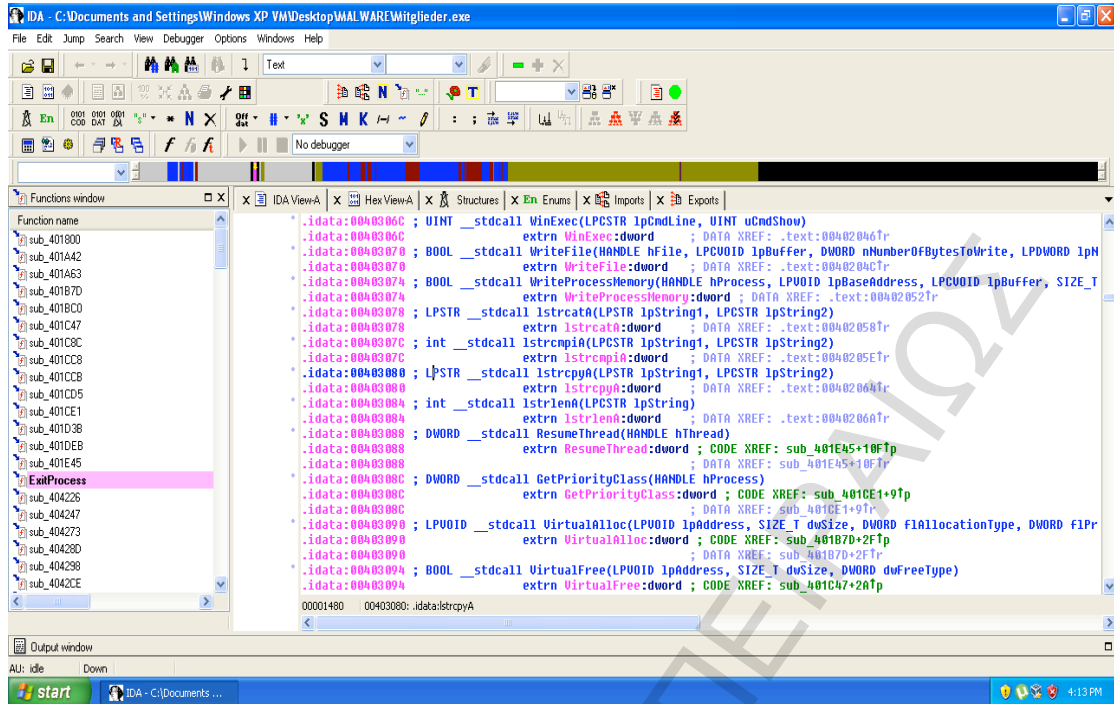 IDA - C:\Documents and Settings\Windows XP VM\Desktop\MALWARE\Mitglieder.exe
File Edit Jump Search View Debugger Options Windows Help
Text
En
No debugger
Functions window
IDA View-A Hex View-A Structures En Enums Imports Exports
Function name
sub_401800
sub_401A42
sub_401A63
sub_401B7D
sub_401BC0
sub_401C47
sub_401C8C
sub_401CC8
sub_401CCB
sub_401CD5
sub_401CE1
sub_401D3B
sub_401DEB
sub_401E45
ExitProcess
sub_404226
sub_404247
sub_404273
sub_40428D
sub_404298
sub_4042CE
.idata:0040306C ; UINT __stdcall WinExec(LPCSTR lpCmdLine, UINT uCmdShow)
.idata:0040306C extrn WinExec:dword ; DATA XREF: .text:00402046↑r
.idata:00403070 ; BOOL __stdcall WriteFile(HANDLE hFile, LPCVOID lpBuffer, DWORD nNumberOfBytesToWrite, LPDWORD lpN
.idata:00403070 extrn WriteFile:dword ; DATA XREF: .text:0040204C↑r
.idata:00403074 ; BOOL __stdcall WriteProcessMemory(HANDLE hProcess, LPVOID lpBaseAddress, LPCVOID lpBuffer, SIZE_T
.idata:00403074 extrn WriteProcessMemory:dword ; DATA XREF: .text:00402052↑r
.idata:00403078 ; LPSTR __stdcall lstrcatA(LPSTR lpString1, LPCSTR lpString2)
.idata:00403078 extrn lstrcatA:dword ; DATA XREF: .text:00402058↑r
.idata:0040307C ; int __stdcall lstrcmpiA(LPCSTR lpString1, LPCSTR lpString2)
.idata:0040307C extrn lstrcmpiA:dword ; DATA XREF: .text:0040205E↑r
.idata:00403080 ; LPSTR __stdcall lstrcpyA(LPSTR lpString1, LPCSTR lpString2)
.idata:00403080 extrn lstrcpyA:dword ; DATA XREF: .text:00402064↑r
.idata:00403084 ; int __stdcall lstrlenA(LPCSTR lpString)
.idata:00403084 extrn lstrlenA:dword ; DATA XREF: .text:0040206A↑r
.idata:00403088 ; DWORD __stdcall ResumeThread(HANDLE hThread)
.idata:00403088 extrn ResumeThread:dword ; CODE XREF: sub_401E45+10F↑p
.idata:00403088 ; DATA XREF: sub_401E45+10F↑r
.idata:0040308C ; DWORD __stdcall GetPriorityClass(HANDLE hProcess)
.idata:0040308C extrn GetPriorityClass:dword ; CODE XREF: sub_401CE1+9↑p
.idata:0040308C ; DATA XREF: sub_401CE1+9↑r
.idata:00403090 ; LPVOID __stdcall VirtualAlloc(LPVOID lpAddress, SIZE_T dwSize, DWORD flAllocationType, DWORD flPr
.idata:00403090 extrn VirtualAlloc:dword ; CODE XREF: sub_401B7D+2F↑p
.idata:00403090 ; DATA XREF: sub_401B7D+2F↑r
.idata:00403094 ; BOOL __stdcall VirtualFree(LPVOID lpAddress, SIZE_T dwSize, DWORD dwFreeType)
.idata:00403094 extrn VirtualFree:dword ; CODE XREF: sub_401C47+2A↑p
00001480 00403080: .idata:lstrcpyA
Output window
AU: idle Down
start IDA - C:\Documents ... 4:13 PM
ΠΕΙΡΑΙΩΣ